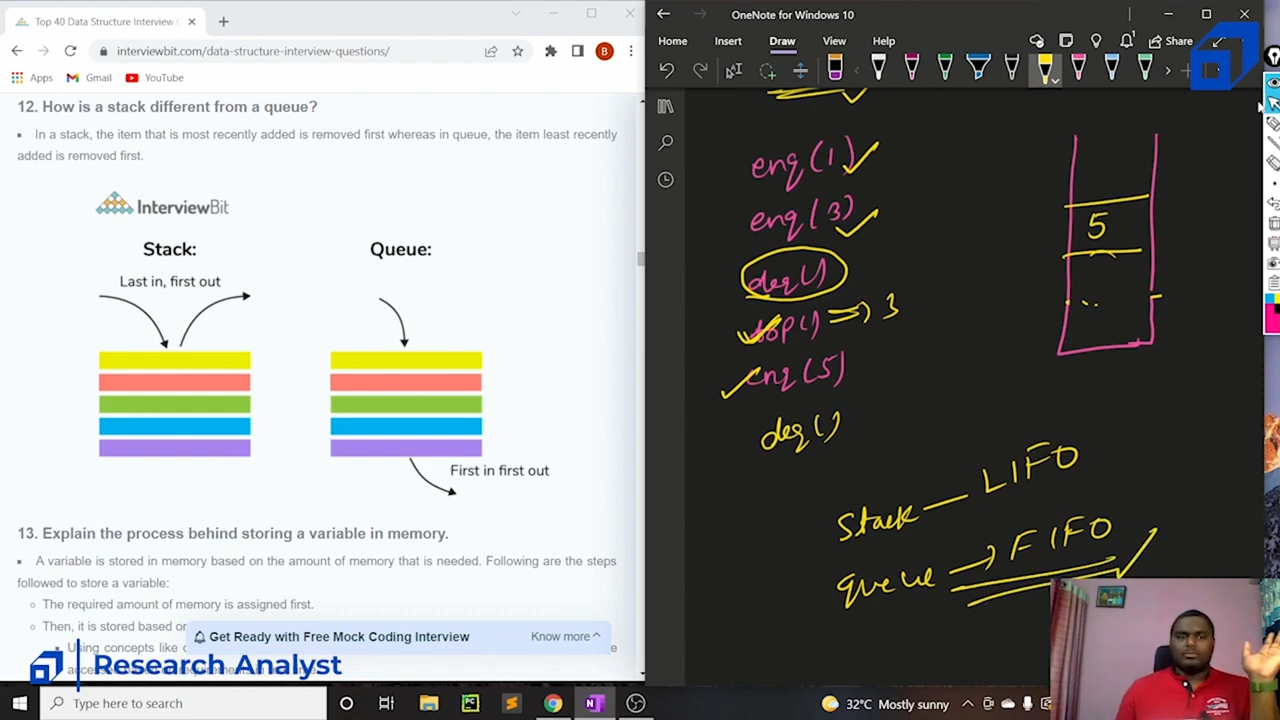 Top 40 Data Structure Interview
interviewbit.com/data-structure-interview-questions/
B
Apps
Gmail
YouTube
12. How is a stack different from a queue?
In a stack, the item that is most recently added is removed first whereas in queue, the item least recently
added is removed first.
InterviewBit
Stack:
Queue:
Last in, first out
First in first out
13. Explain the process behind storing a variable in memory.
A variable is stored in memory based on the amount of memory that is needed. Following are the steps
followed to store a variable:
The required amount of memory is assigned first.
Then, it is stored based on
Get Ready with Free Mock Coding Interview
Know more
Using concepts like
Research Analyst
OneNote for Windows 10
Home
Insert
Draw
View
Help
Share
enq(1)
enq(3)
deq()
top() => 3
enq(5)
deq()
5
Stack — LIFO
queue → FIFO
Type here to search
PC
N
32°C Mostly sunny